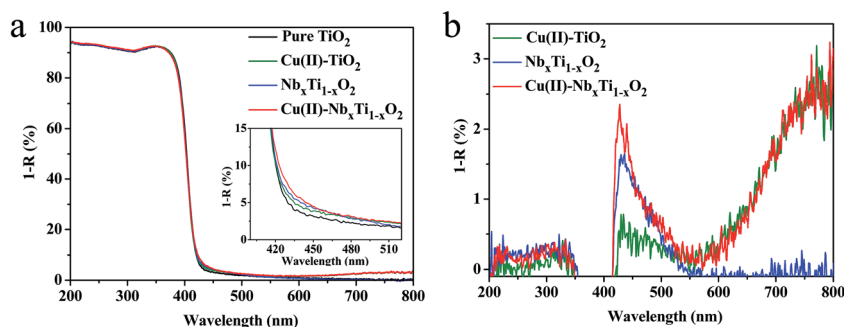 a
Pure TiO₂
Cu(II)-TiO₂
NbₓTi₁₋ₓO₂
Cu(II)-NbₓTi₁₋ₓO₂
1-R (%)
100
80
60
40
20
0
200 300 400 500 600 700 800
Wavelength (nm)
1-R (%)
15
10
5
0
420 450 480 510
Wavelength (nm)
b
Cu(II)-TiO₂
NbₓTi₁₋ₓO₂
Cu(II)-NbₓTi₁₋ₓO₂
1-R (%)
3
2
1
0
200 300 400 500 600 700 800
Wavelength (nm)